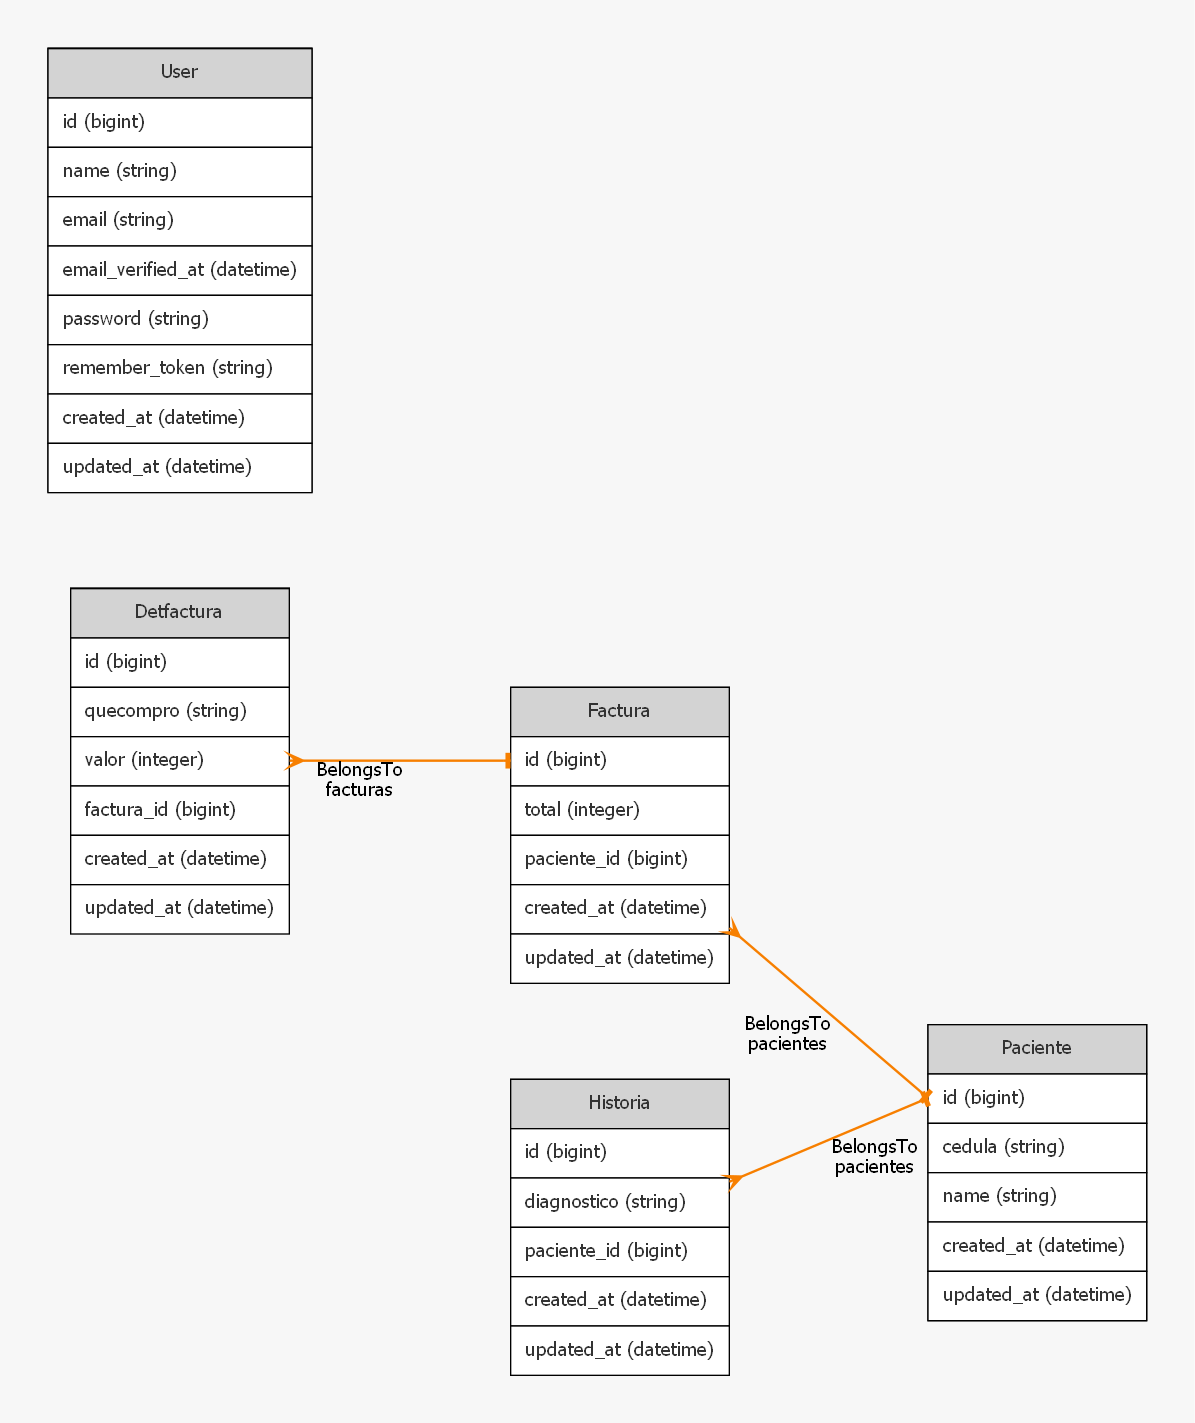 User
id (bigint)
name (string)
email (string)
email_verified_at (datetime)
password (string)
remember_token (string)
created_at (datetime)
updated_at (datetime)
Detfactura
id (bigint)
quecompro (string)
valor (integer)
factura_id (bigint)
created_at (datetime)
updated_at (datetime)
BelongsTo
facturas
Factura
id (bigint)
total (integer)
paciente_id (bigint)
created_at (datetime)
updated_at (datetime)
BelongsTo
pacientes
Historia
id (bigint)
diagnostico (string)
paciente_id (bigint)
created_at (datetime)
updated_at (datetime)
BelongsTo
pacientes
Paciente
id (bigint)
cedula (string)
name (string)
created_at (datetime)
updated_at (datetime)